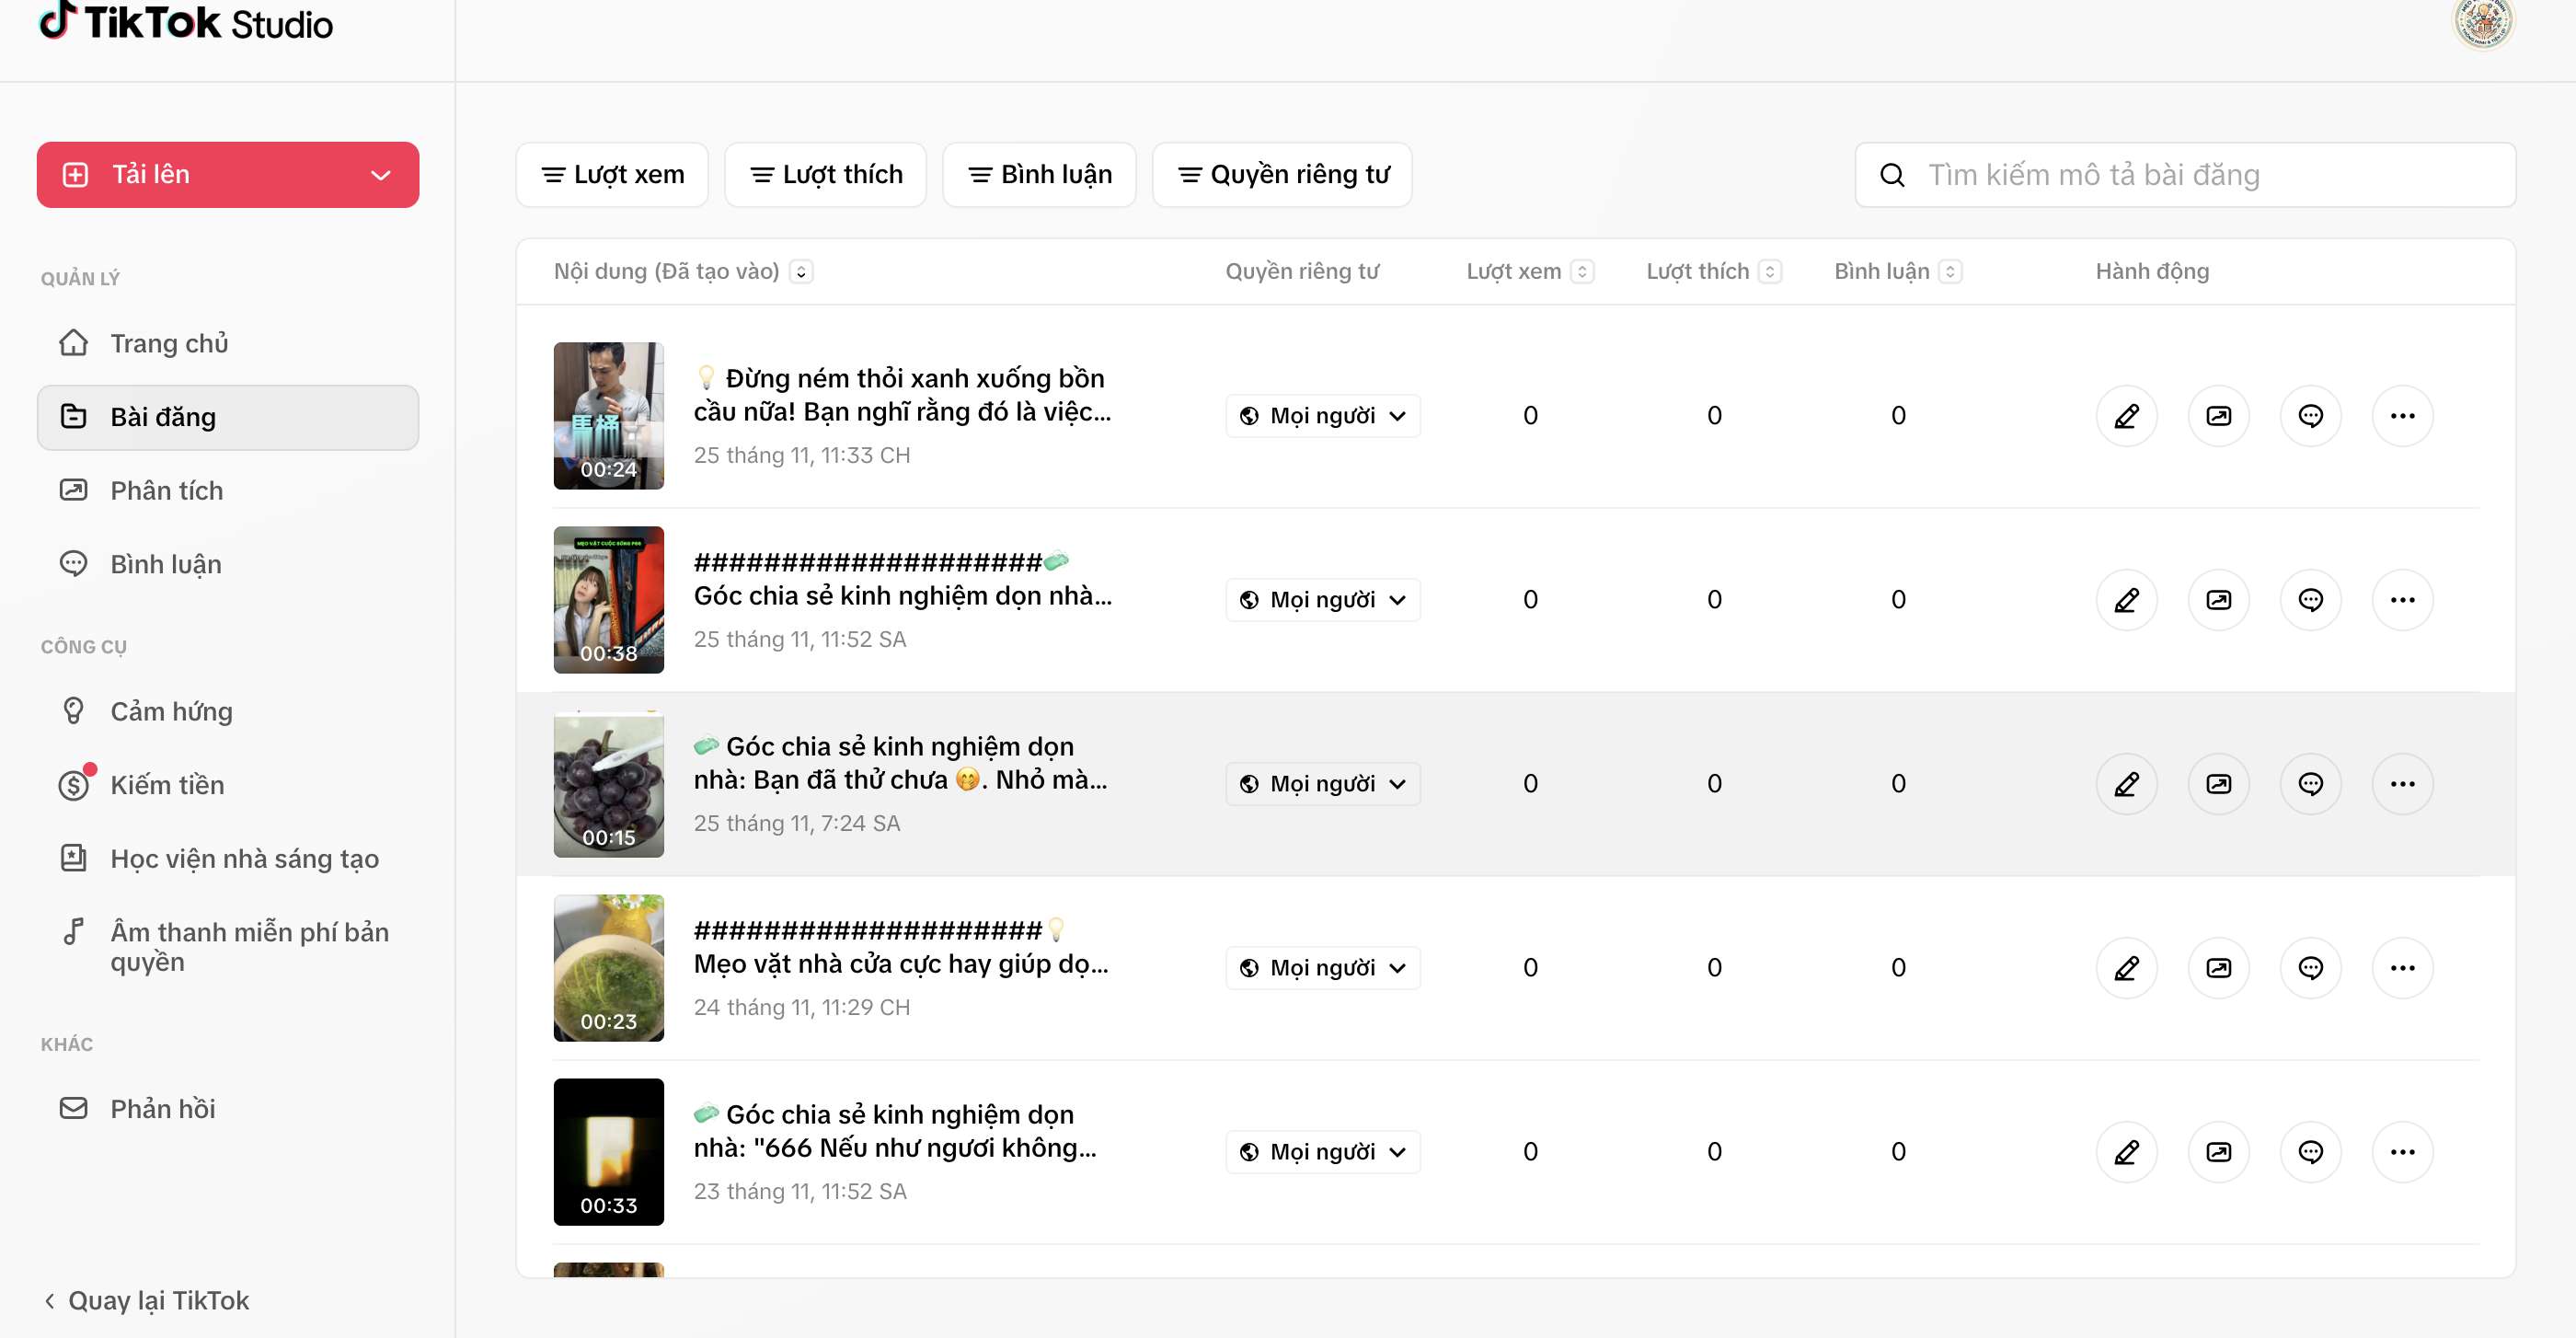 TikTok Studio
Tải lên
QUẢN LÝ
Trang chủ
Bài đăng
Phân tích
Bình luận
CÔNG CỤ
Cảm hứng
Kiếm tiền
Học viện nhà sáng tạo
Âm thanh miễn phí bản
quyền
KHÁC
Phản hồi
Quay lại TikTok
Lượt xem
Lượt thích
Bình luận
Quyền riêng tư
Tìm kiếm mô tả bài đăng
Nội dung (Đã tạo vào) Quyền riêng tư Lượt xem Lượt thích Bình luận Hành động
00:24
💡 Đừng ném thỏi xanh xuống bồn
cầu nữa! Bạn nghĩ rằng đó là việc...
25 tháng 11, 11:33 CH
Mọi người 0 0 0
MẸO VẶT CUỘC SỐNG P98
00:38
####################🧼
Góc chia sẻ kinh nghiệm dọn nhà...
25 tháng 11, 11:52 SA
Mọi người 0 0 0
00:15
🧼 Góc chia sẻ kinh nghiệm dọn
nhà: Bạn đã thử chưa 🤭. Nhỏ mà...
25 tháng 11, 7:24 SA
Mọi người 0 0 0
00:23
####################💡
Mẹo vặt nhà cửa cực hay giúp dọ...
24 tháng 11, 11:29 CH
Mọi người 0 0 0
00:33
🧼 Góc chia sẻ kinh nghiệm dọn
nhà: "666 Nếu như ngươi không...
23 tháng 11, 11:52 SA
Mọi người 0 0 0